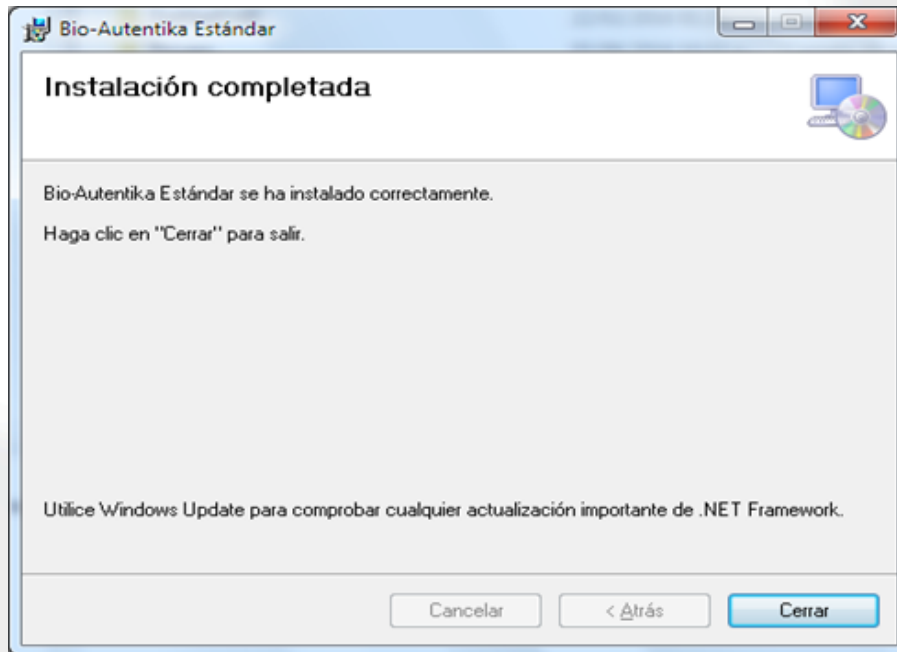 Bio-Autentika Estándar
Instalación completada
Bio-Autentika Estándar se ha instalado correctamente.
Haga clic en "Cerrar" para salir.
Utilice Windows Update para comprobar cualquier actualización importante de .NET Framework.
Cancelar
< Atrás
Cerrar